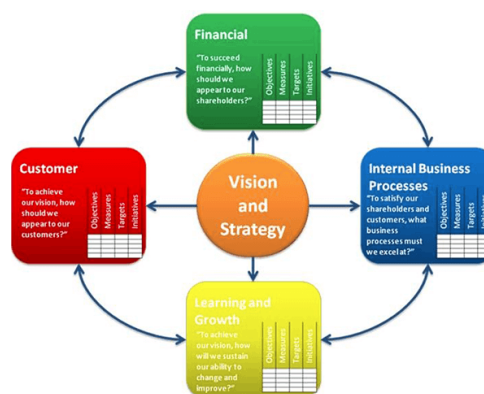 Financial
"To succeed
financially, how
should we
appear to our
shareholders?"
Objectives
Measures
Targets
Initiatives
Customer
"To achieve
our vision, how
should we
appear to our
customers?"
Objectives
Measures
Targets
Initiatives
Vision
and
Strategy
Internal Business
Processes
"To satisfy our
shareholders and
customers, what
business
processes must
we excel at?"
Objectives
Measures
Targets
Initiatives
Learning and
Growth
"To achieve
our vision, how
will we sustain
our ability to
change and
improve?"
Objectives
Measures
Targets
Initiatives